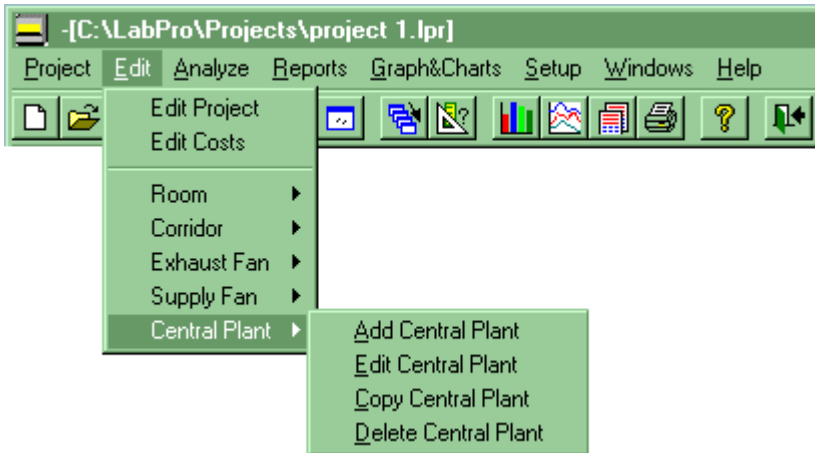 -[C:\LabPro\Projects\project 1.lpr]
Project Edit Analyze Reports Graph&Charts Setup Windows Help
Edit Project
Edit Costs
Room
Corridor
Exhaust Fan
Supply Fan
Central Plant
Add Central Plant
Edit Central Plant
Copy Central Plant
Delete Central Plant